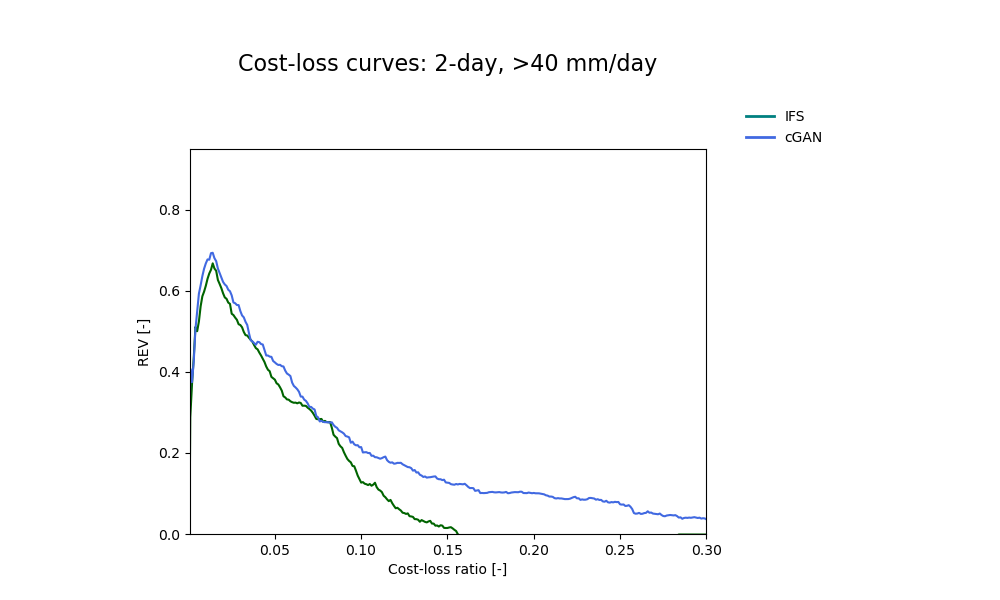 Cost-loss curves: 2-day, >40 mm/day
IFS
cGAN
0.8
0.6
0.4
0.2
0.0
REV [-]
0.05 0.10 0.15 0.20 0.25 0.30
Cost-loss ratio [-]